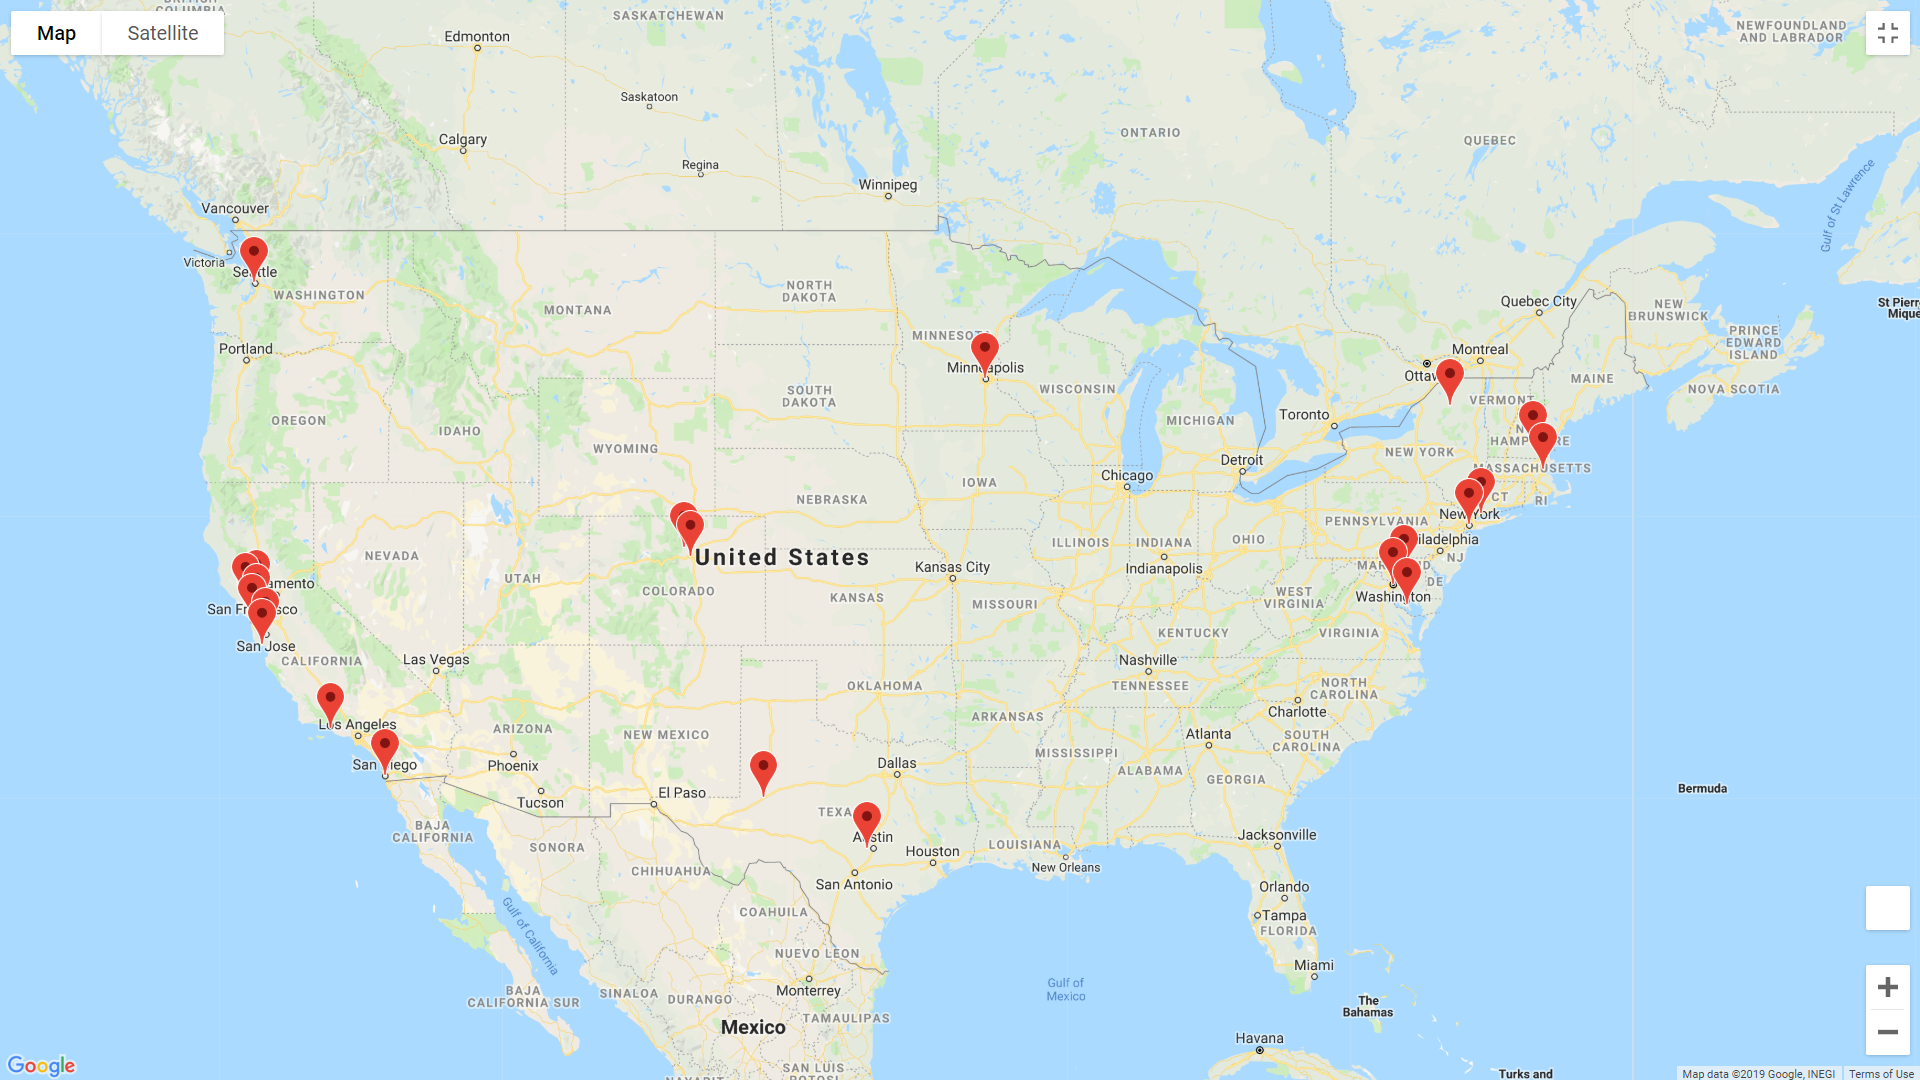 Map
Satellite
BRITISH
COLUMBIA
SASKATCHEWAN
NEWFOUNDLAND
AND LABRADOR
Edmonton
Saskatoon
Calgary
ONTARIO
QUEBEC
Regina
Winnipeg
Gulf of St Lawrence
Vancouver
Victoria
Seattle
WASHINGTON
NORTH
DAKOTA
MONTANA
Quebec City
NEW
BRUNSWICK
St Pierre
Mique
PRINCE
EDWARD
ISLAND
MINNESOTA
Portland
Montreal
Minneapolis
Ottawa
MAINE
NOVA SCOTIA
WISCONSIN
SOUTH
DAKOTA
VERMONT
Toronto
OREGON
IDAHO
MICHIGAN
NEW
HAMPSHIRE
WYOMING
NEW YORK
Detroit
MASSACHUSETTS
Chicago
IOWA
NEBRASKA
CT
RI
New York
PENNSYLVANIA
ILLINOIS
INDIANA
OHIO
Philadelphia
NEVADA
United States
NJ
Indianapolis
MARYLAND
Kansas City
UTAH
Sacramento
COLORADO
KANSAS
DE
WEST
VIRGINIA
Washington
MISSOURI
San Francisco
KENTUCKY
VIRGINIA
San Jose
CALIFORNIA
Las Vegas
Nashville
TENNESSEE
OKLAHOMA
NORTH
CAROLINA
Charlotte
ARKANSAS
Los Angeles
ARIZONA
NEW MEXICO
Atlanta
SOUTH
CAROLINA
MISSISSIPPI
San Diego
Phoenix
Dallas
ALABAMA
GEORGIA
Bermuda
Tucson
El Paso
TEXAS
BAJA
CALIFORNIA
Austin
Jacksonville
SONORA
Houston
LOUISIANA
New Orleans
CHIHUAHUA
San Antonio
Orlando
COAHUILA
Tampa
FLORIDA
Gulf of California
NUEVO LEON
Miami
Gulf of
Mexico
Monterrey
BAJA
CALIFORNIA SUR
SINALOA
DURANGO
The
Bahamas
TAMAULIPAS
Mexico
Havana
SAN LUIS
POTOSI
NAYARIT
Turks and
Google
Map data ©2019 Google, INEGI
Terms of Use